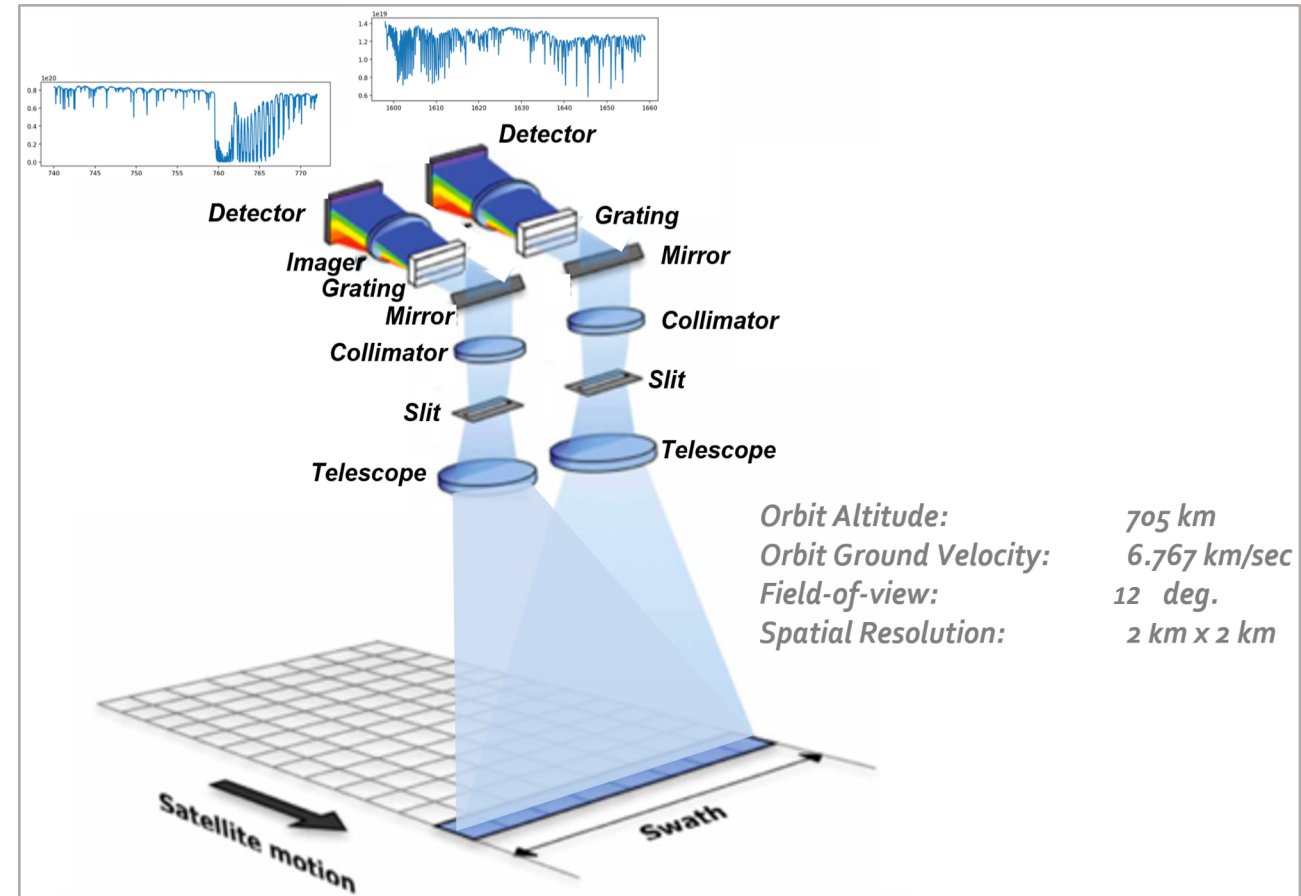 1e19
1.4
1.2
1.0
0.8
0.6
1600 1610 1620 1630 1640 1650 1660
1e20
0.8
0.6
0.4
0.2
0.0
740 745 750 755 760 765 770
Detector
Detector
Grating
Imager
Mirror
Grating
Mirror
Collimator
Collimator
Slit
Slit
Telescope
Telescope
Orbit Altitude: 705 km
Orbit Ground Velocity: 6.767 km/sec
Field-of-view: 12 deg.
Spatial Resolution: 2 km x 2 km
Satellite motion
Swath